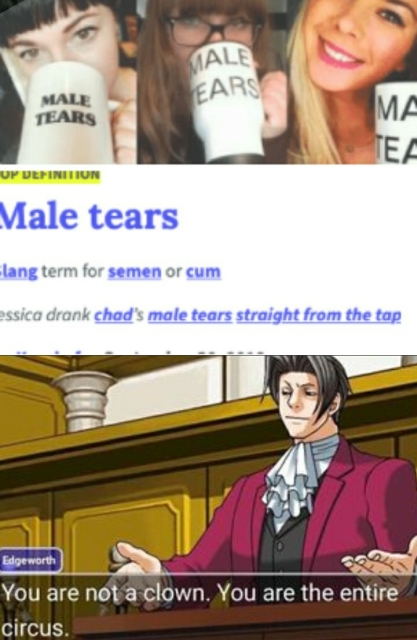 MALE
TEARS
MALE
TEARS
MA
TEA
OP DEFINITION
Male tears
Slang term for semen or cum
essica drank chad's male tears straight from the tap
Edgeworth
You are not a clown. You are the entire
circus.